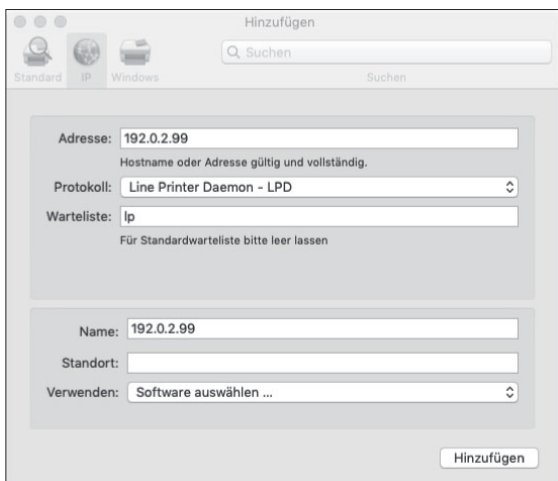 Hinzufügen
Suchen
Standard IP Windows Suchen
Adresse: 192.0.2.99
Hostname oder Adresse gültig und vollständig.
Protokoll: Line Printer Daemon - LPD
Warteliste: lp
Für Standardwarteliste bitte leer lassen
Name: 192.0.2.99
Standort:
Verwenden: Software auswählen ...
Hinzufügen